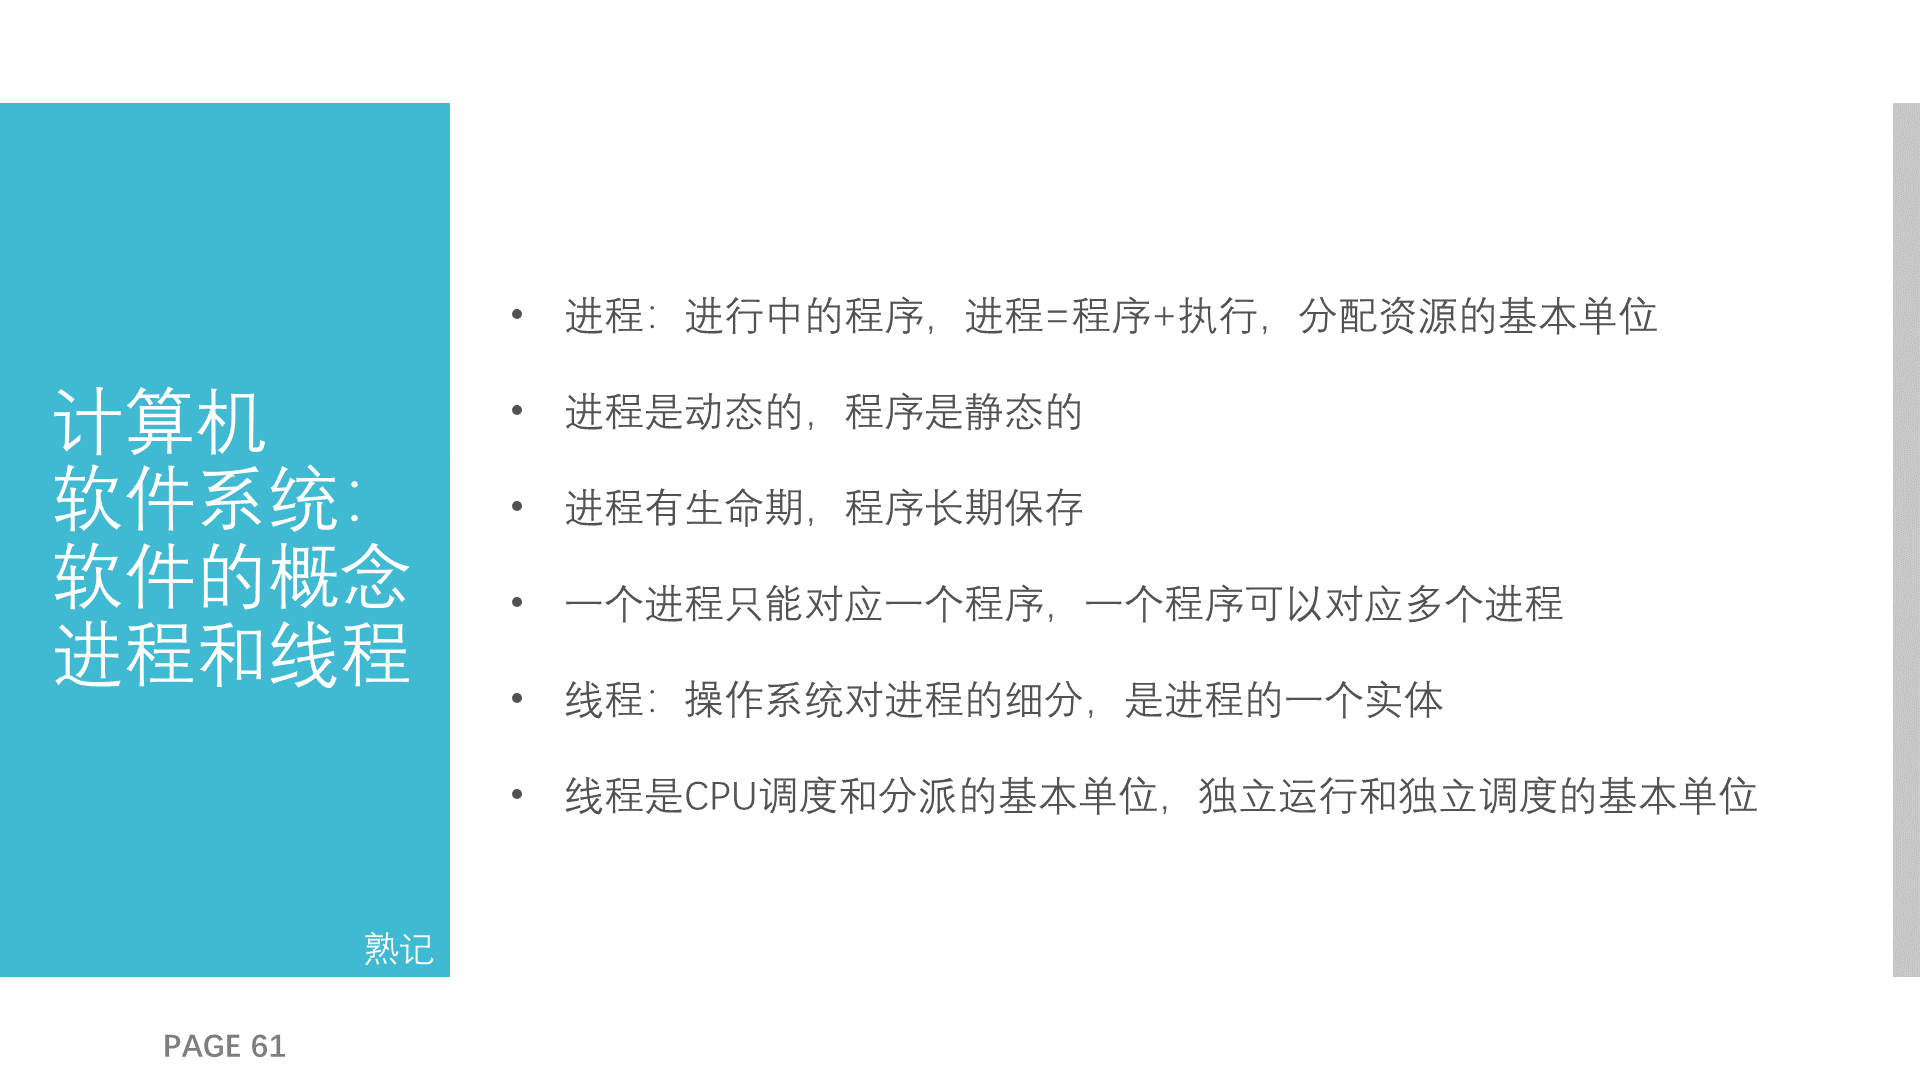 计算机
软件系统：
软件的概念
进程和线程
熟记
• 进程：进行中的程序，进程=程序+执行，分配资源的基本单位
• 进程是动态的，程序是静态的
• 进程有生命期，程序长期保存
• 一个进程只能对应一个程序，一个程序可以对应多个进程
• 线程：操作系统对进程的细分，是进程的一个实体
• 线程是CPU调度和分派的基本单位，独立运行和独立调度的基本单位
PAGE 61